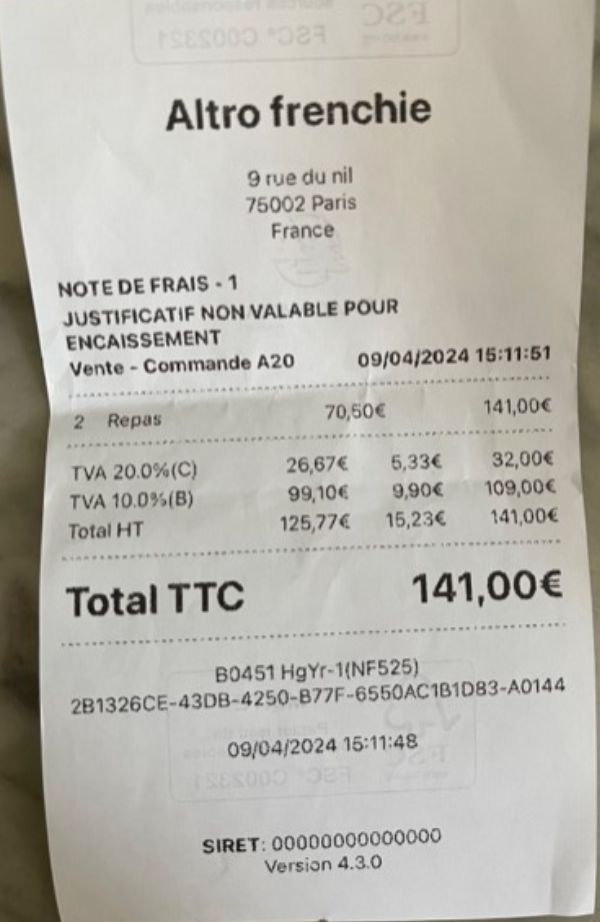 Altro frenchie
9 rue du nil
75002 Paris
France
NOTE DE FRAIS - 1
JUSTIFICATIF NON VALABLE POUR
ENCAISSEMENT
Vente - Commande A20 09/04/2024 15:11:51
2 Repas 70,50€ 141,00€
TVA 20.0%(C) 26,67€ 5,33€ 32,00€
TVA 10.0%(B) 99,10€ 9,90€ 109,00€
Total HT 125,77€ 15,23€ 141,00€
Total TTC 141,00€
B0451 HgYr-1(NF525)
2B1326CE-43DB-4250-B77F-6550AC1B1D83-A0144
09/04/2024 15:11:48
SIRET: 00000000000000
Version 4.3.0